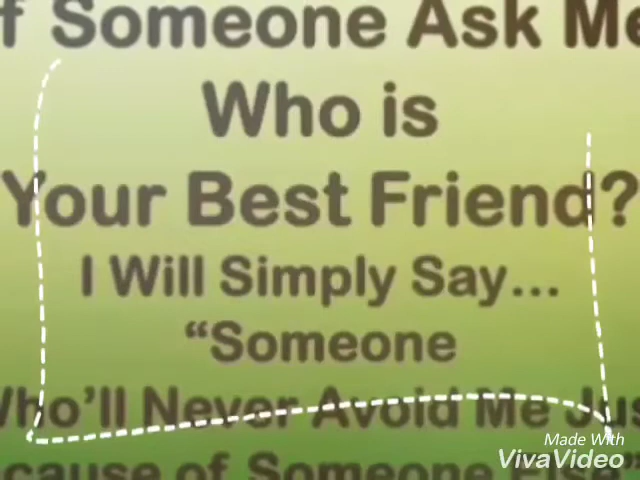 f Someone Ask Me
Who is
Your Best Friend?
I Will Simply Say...
“Someone
Who'll Never Avoid Me Jus
cause of Someone Else”
Made With
VivaVideo